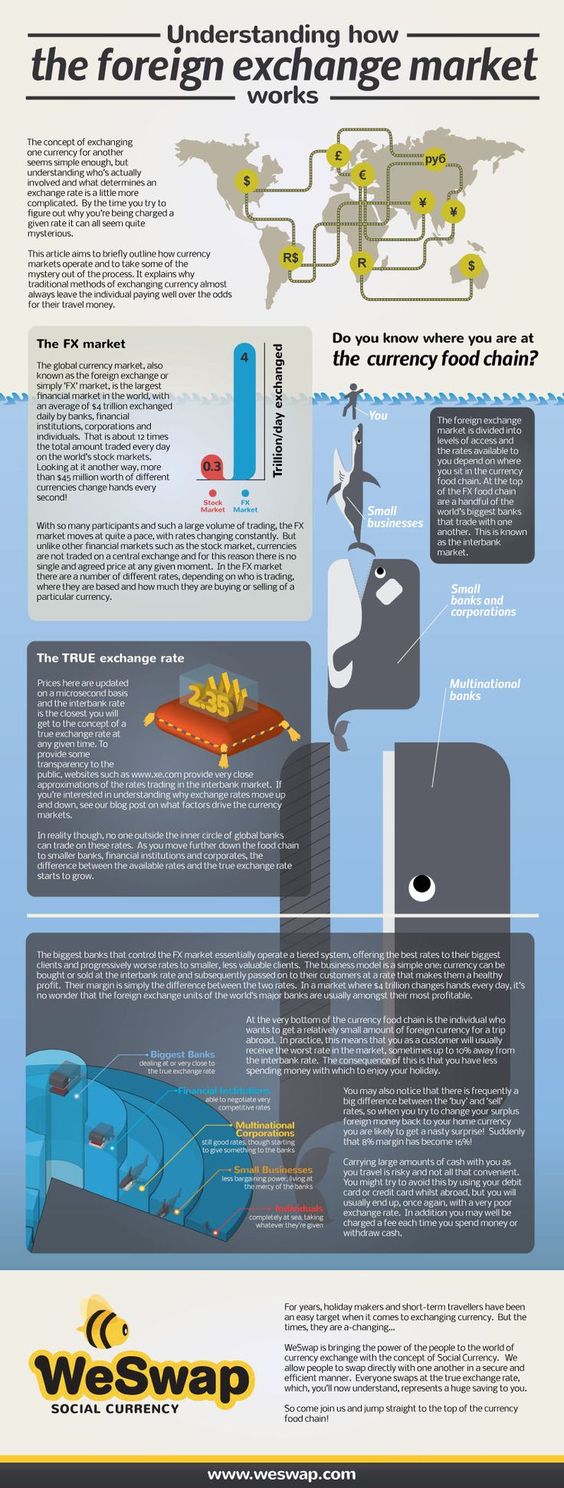 Understanding how
the foreign exchange market
works
The concept of exchanging
one currency for another
seems simple enough, but
understanding who's actually
involved and what determines an
exchange rate is a little more
complicated. By the time you try to
figure out why you're being charged a
given rate it can all seem quite
mysterious.
This article aims to briefly outline how currency
markets operate and to take some of the
mystery out of the process. It explains why
traditional methods of exchanging currency almost
always leave the individual paying well over the odds
for their travel money.
$
£
€
руб
¥
¥
R$
R
$
The FX market
The global currency market, also
known as the foreign exchange or
simply 'FX' market, is the largest
financial market in the world, with
an average of $4 trillion exchanged
daily by banks, financial
institutions, corporations and
individuals. That is about 12 times
the total amount traded every day
on the world's stock markets.
Looking at it another way, more
than $45 million worth of different
currencies change hands every
second!
0.3
4
Trillion/day exchanged
Stock
Market
FX
Market
With so many participants and such a large volume of trading, the FX
market moves at quite a pace, with rates changing constantly. But
unlike other financial markets such as the stock market, currencies
are not traded on a central exchange and for this reason there is no
single and agreed price at any given moment. In the FX market
there are a number of different rates, depending on who is trading,
where they are based and how much they are buying or selling of a
particular currency.
Do you know where you are at
the currency food chain?
You
Small
businesses
Small
banks and
corporations
Multinational
banks
The foreign exchange
market is divided into
levels of access and
the rates available to
you depend on where
you sit in the currency
food chain. At the top
of the FX food chain
are a handful of the
world's biggest banks
that trade with one
another. This is known
as the interbank
market.
The TRUE exchange rate
Prices here are updated
on a microsecond basis
and the interbank rate
is the closest you will
get to the concept of a
true exchange rate at
any given time. To
provide some
transparency to the
public, websites such as www.xe.com provide very close
approximations of the rates trading in the interbank market. If
you're interested in understanding why exchange rates move up
and down, see our blog post on what factors drive the currency
markets.
2.35
In reality though, no one outside the inner circle of global banks
can trade on these rates. As you move further down the food chain
to smaller banks, financial institutions and corporates, the
difference between the available rates and the true exchange rate
starts to grow.
The biggest banks that control the FX market essentially operate a tiered system, offering the best rates to their biggest
clients and progressively worse rates to smaller, less valuable clients. The business model is a simple one: currency can be
bought or sold at the interbank rate and subsequently passed on to their customers at a rate that makes them a healthy
profit. Their margin is simply the difference between the two rates. In a market where $4 trillion changes hands every day, it's
no wonder that the foreign exchange units of the world's major banks are usually amongst their most profitable.
At the very bottom of the currency food chain is the individual who
wants to get a relatively small amount of foreign currency for a trip
abroad. In practice, this means that you as a customer will usually
receive the worst rate in the market, sometimes up to 10% away from
the interbank rate. The consequence of this is that you have less
spending money with which to enjoy your holiday.
Biggest Banks
dealing at or very close to
the true exchange rate
Financial Institutions
able to negotiate very
competitive rates
Multinational
Corporations
still good rates, though starting
to give something to the banks
Small Businesses
less bargaining power, living at
the mercy of the banks
Individuals
completely at sea, taking
whatever they're given
You may also notice that there is frequently a
big difference between the 'buy' and 'sell'
rates, so when you try to change your surplus
foreign money back to your home currency
you are likely to get a nasty surprise! Suddenly
that 8% margin has become 16%!
Carrying large amounts of cash with you as
you travel is risky and not all that convenient.
You might try to avoid this by using your debit
card or credit card whilst abroad, but you will
usually end up, once again, with a very poor
exchange rate. In addition you may well be
charged a fee each time you spend money or
withdraw cash.
WeSwap
SOCIAL CURRENCY
For years, holiday makers and short-term travellers have been
an easy target when it comes to exchanging currency. But the
times, they are a-changing...
WeSwap is bringing the power of the people to the world of
currency exchange with the concept of Social Currency. We
allow people to swap directly with one another in a secure and
efficient manner. Everyone swaps at the true exchange rate,
which, you'll now understand, represents a huge saving to you.
So come join us and jump straight to the top of the currency
food chain!
www.weswap.com